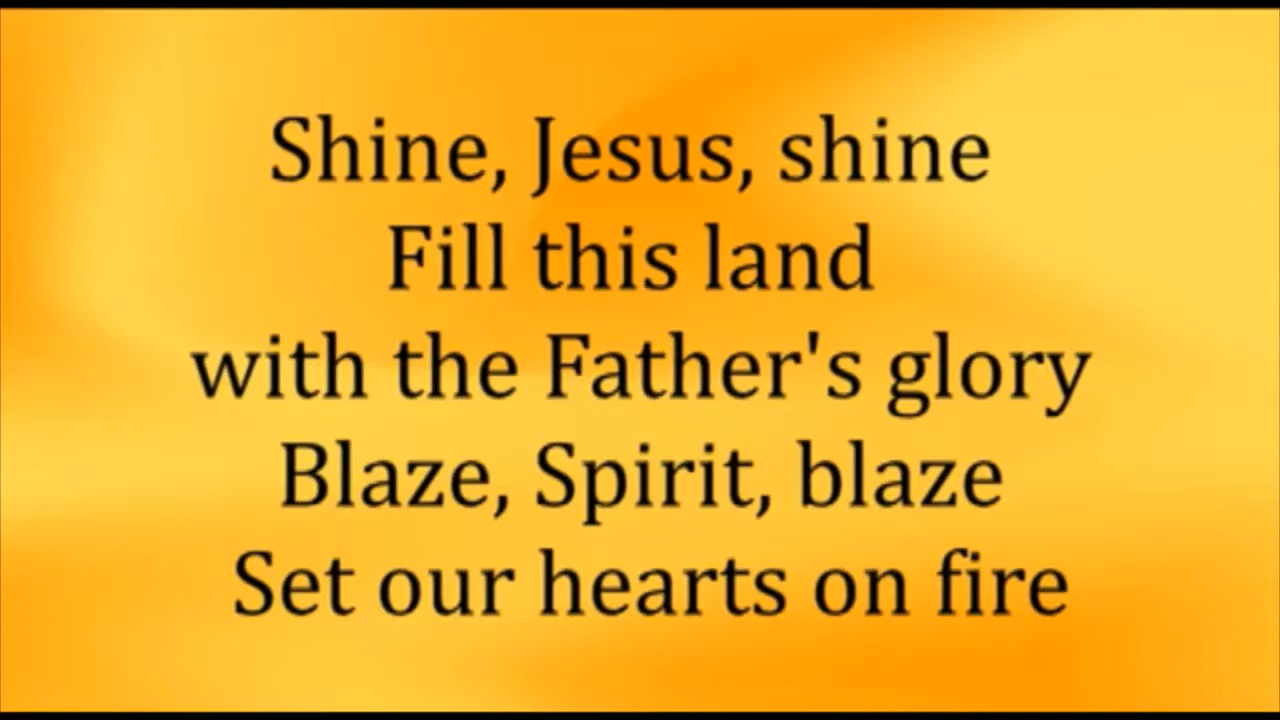 Shine, Jesus, shine
Fill this land
with the Father's glory
Blaze, Spirit, blaze
Set our hearts on fire